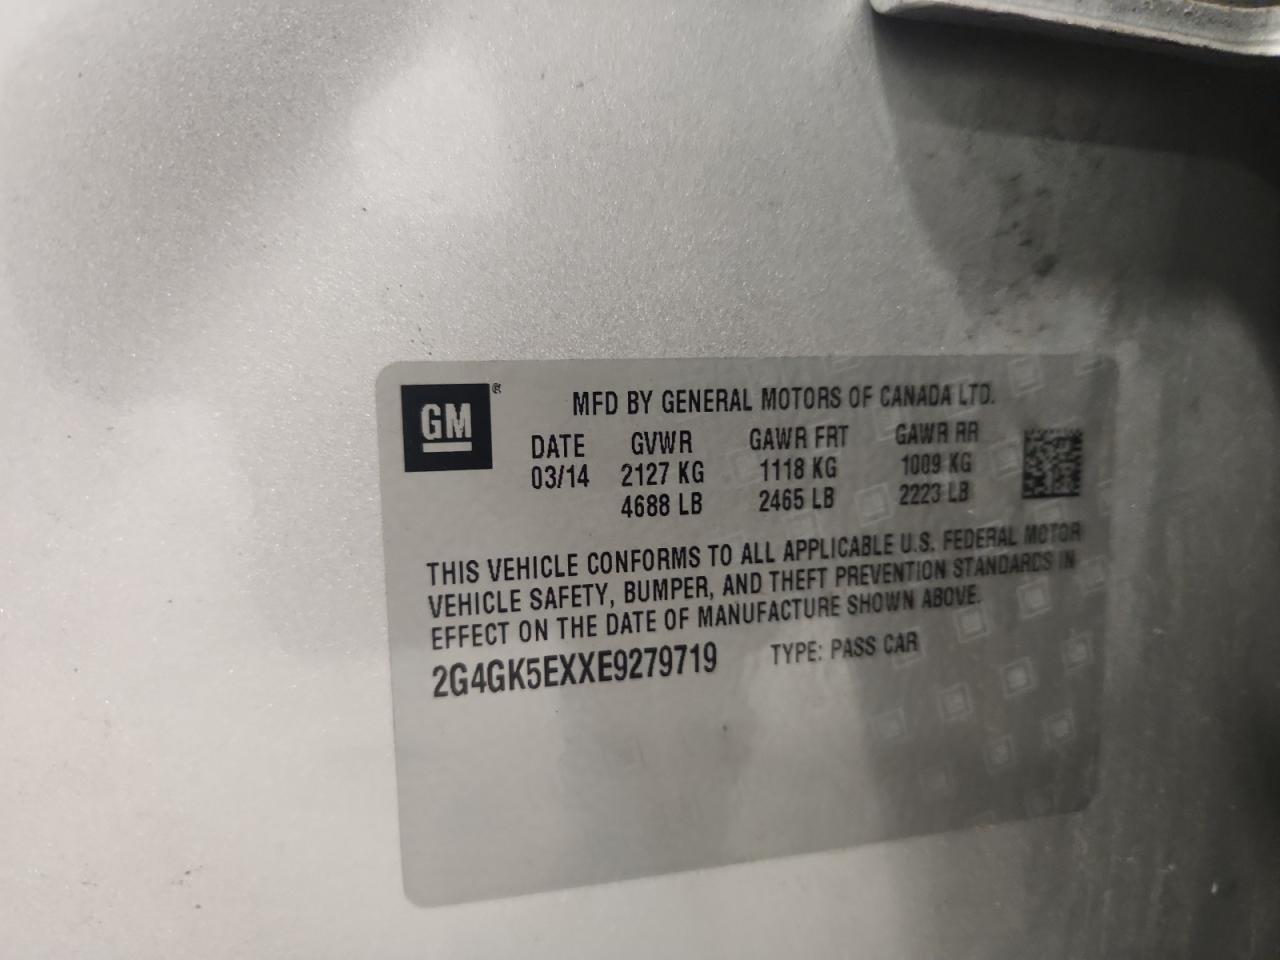 GM®
MFD BY GENERAL MOTORS OF CANADA LTD.
DATE GVWR GAWR FRT GAWR RR
03/14 2127 KG 1118 KG 1009 KG
4688 LB 2465 LB 2223 LB
THIS VEHICLE CONFORMS TO ALL APPLICABLE U.S. FEDERAL MOTOR
VEHICLE SAFETY, BUMPER, AND THEFT PREVENTION STANDARDS IN
EFFECT ON THE DATE OF MANUFACTURE SHOWN ABOVE.
2G4GK5EXXE9279719 TYPE: PASS CAR